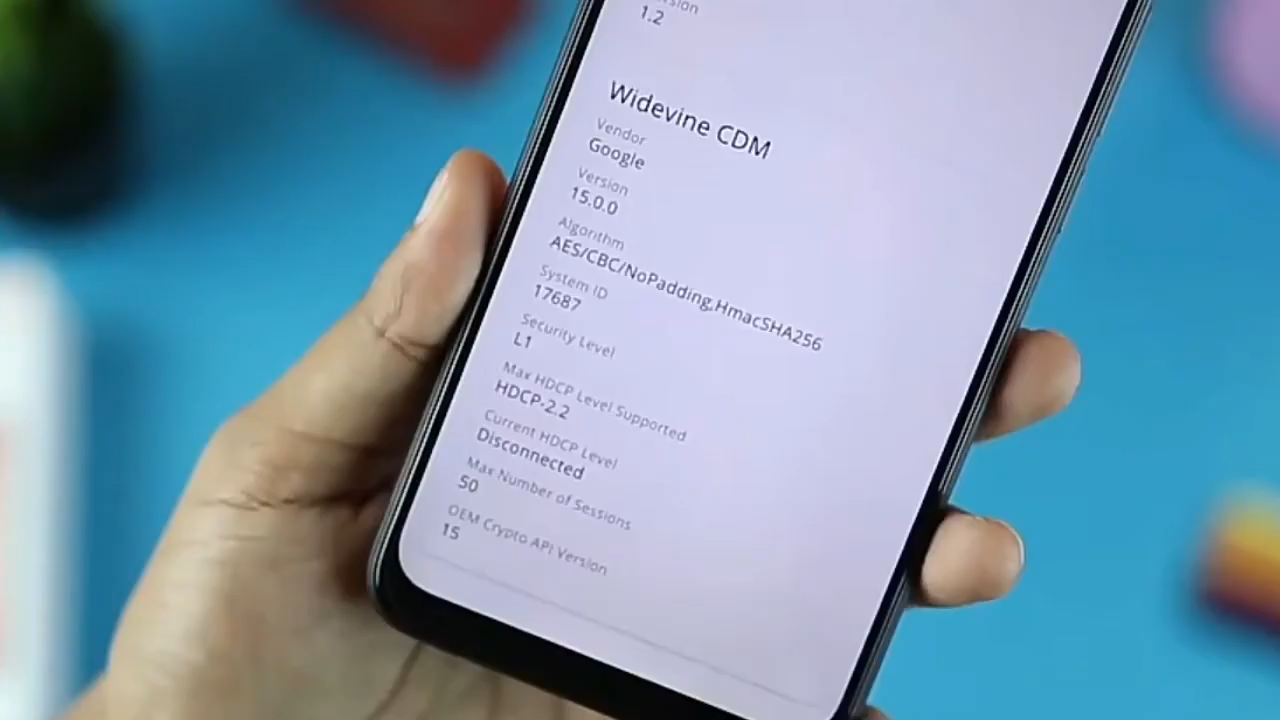 1.2
Widevine CDM
Vendor
Google
Version
15.0.0
Algorithm
AES/CBC/NoPadding,HmacSHA256
System ID
17687
Security Level
L1
Max HDCP Level Supported
HDCP-2.2
Current HDCP Level
Disconnected
Max Number of Sessions
50
OEM Crypto API Version
15